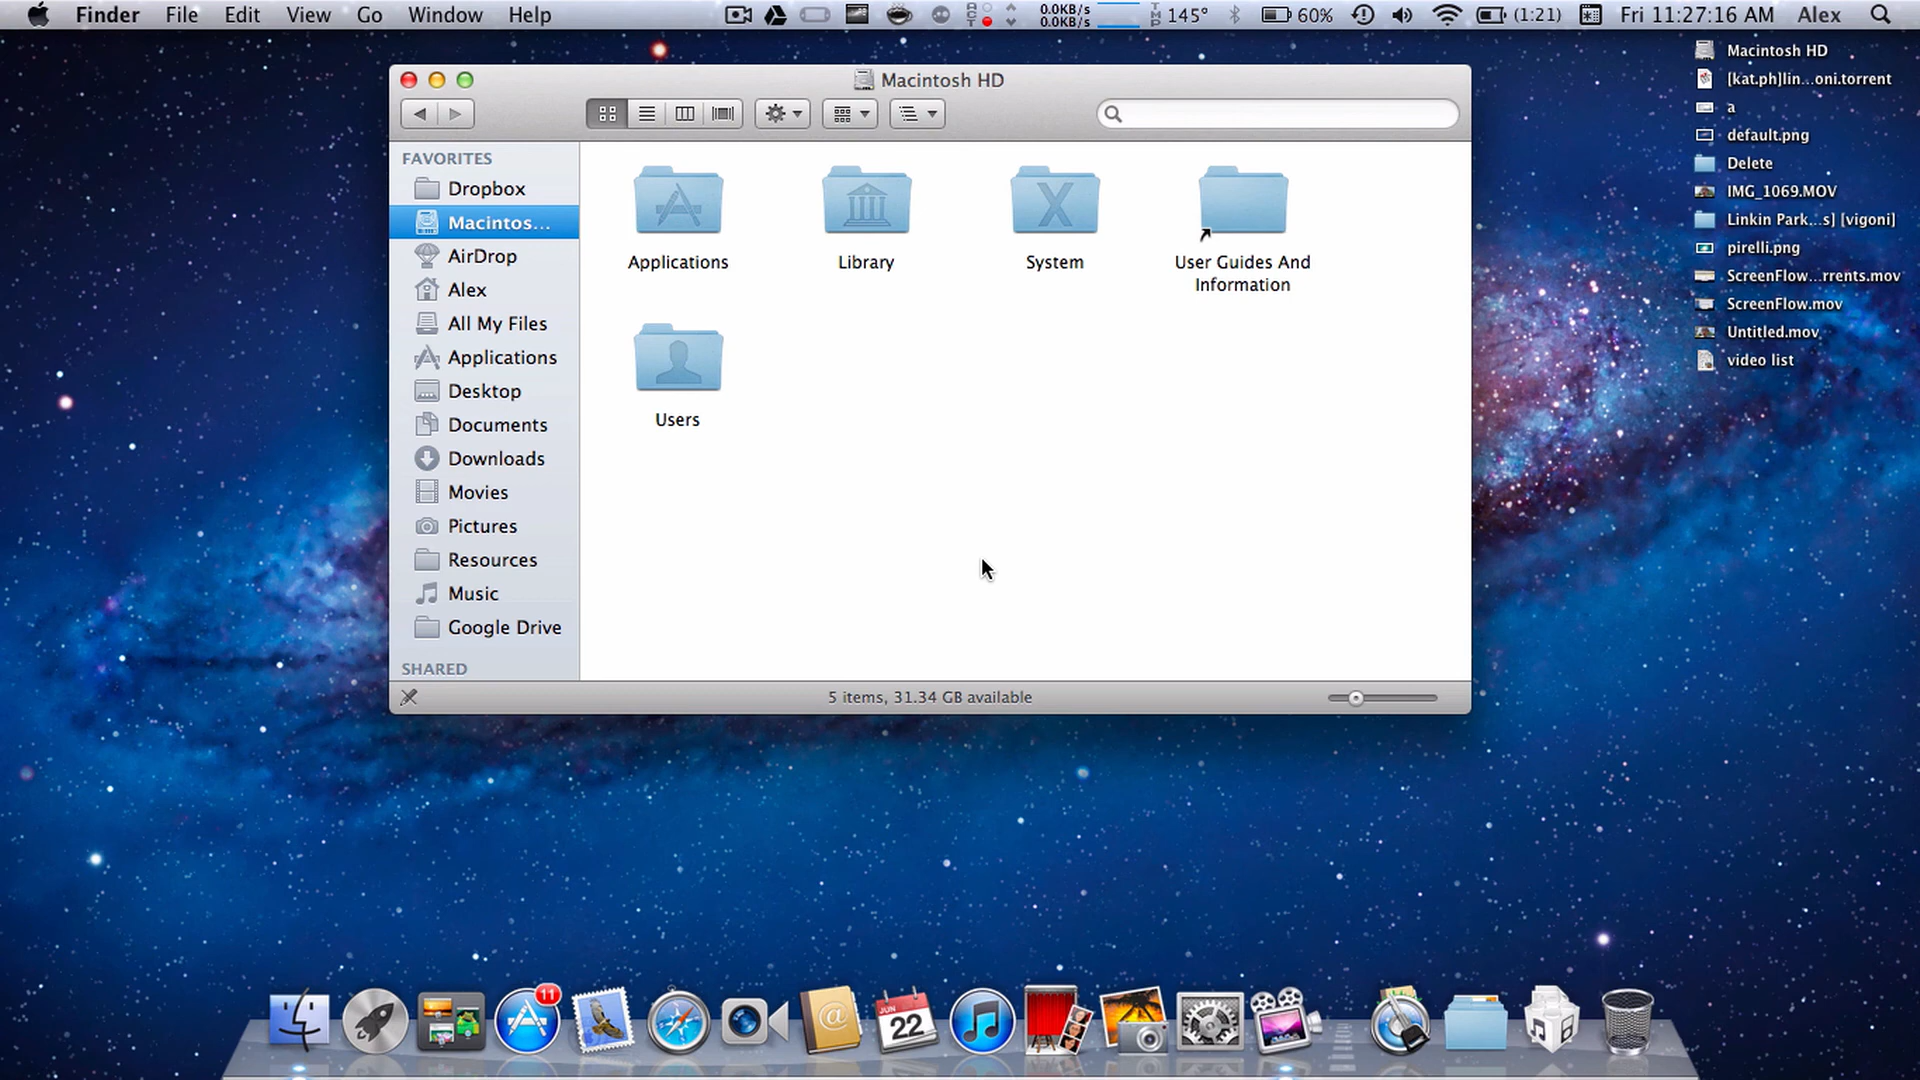 Finder File Edit View Go Window Help
0.0KB/s
0.0KB/s
145° 60% (1:21) Fri 11:27:16 AM Alex
Macintosh HD
FAVORITES
Dropbox
Macintos...
AirDrop
Alex
All My Files
Applications
Desktop
Documents
Downloads
Movies
Pictures
Resources
Music
Google Drive
SHARED
Applications
Library
System
User Guides And
Information
Users
5 items, 31.34 GB available
Macintosh HD
[kat.ph]lin...oni.torrent
a
default.png
Delete
IMG_1069.MOV
Linkin Park...s] [vigoni]
pirelli.png
ScreenFlow...rrents.mov
ScreenFlow.mov
Untitled.mov
video list
11
JUN
22